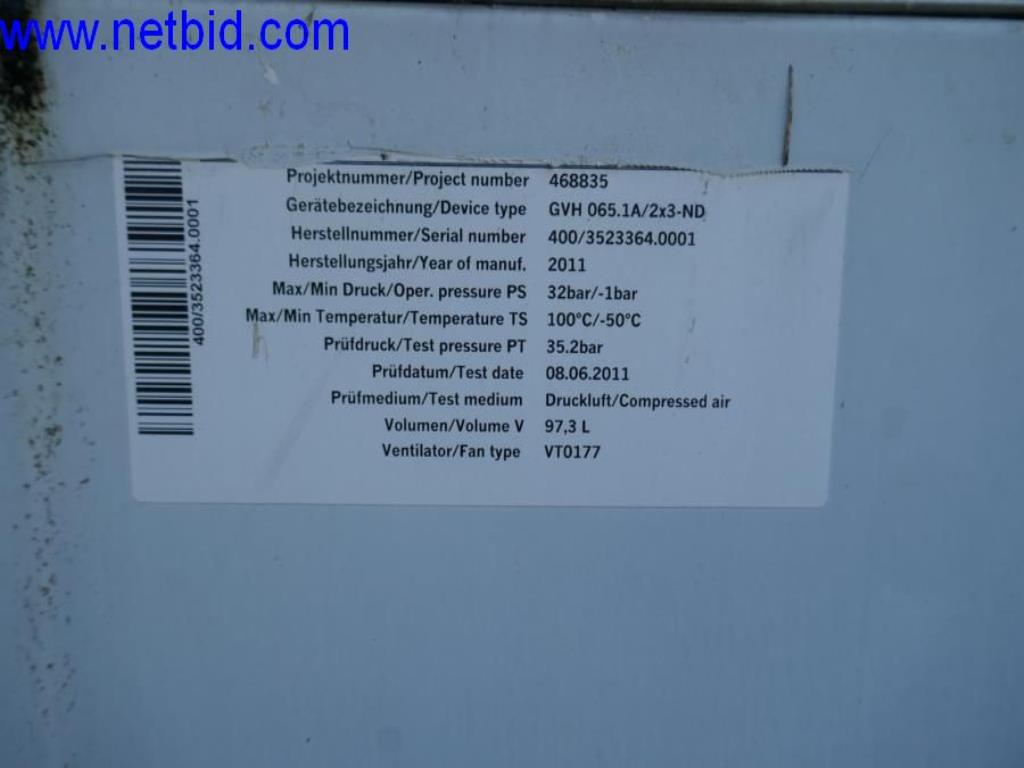 www.netbid.com
Projektnummer/Project number 468835
Gerätebezeichnung/Device type GVH 065.1A/2x3-ND
Herstellnummer/Serial number 400/3523364.0001
Herstellungsjahr/Year of manuf. 2011
Max/Min Druck/Oper. pressure PS 32bar/-1bar
Max/Min Temperatur/Temperature TS 100°C/-50°C
Prüfdruck/Test pressure PT 35.2bar
Prüfdatum/Test date 08.06.2011
Prüfmedium/Test medium Druckluft/Compressed air
Volumen/Volume V 97,3 L
Ventilator/Fan type VT0177
400/3523364.0001